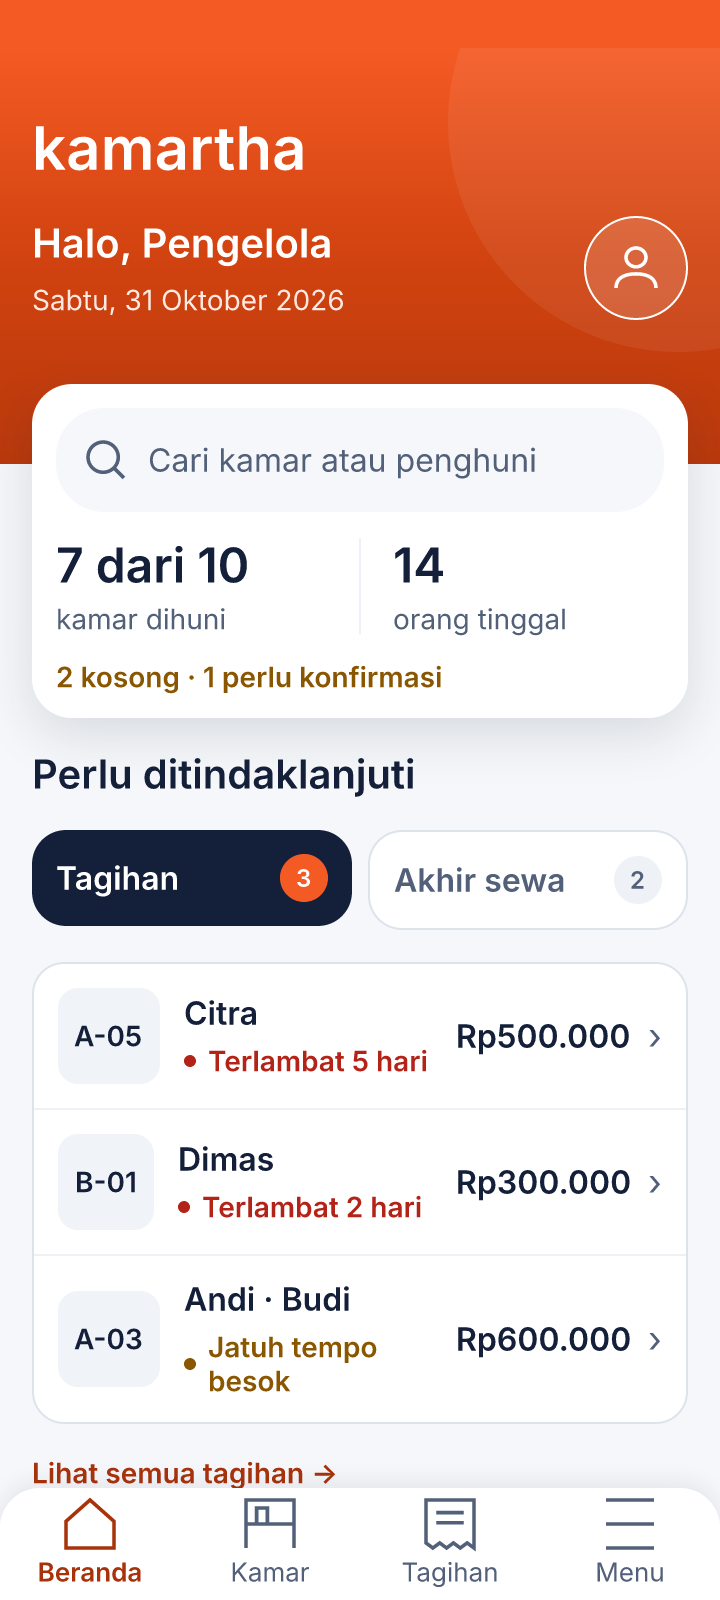 kamartha
Halo, Pengelola
Sabtu, 31 Oktober 2026
Cari kamar atau penghuni
7 dari 10
kamar dihuni
14
orang tinggal
2 kosong · 1 perlu konfirmasi
Perlu ditindaklanjuti
Tagihan 3
Akhir sewa 2
A-05
Citra
Terlambat 5 hari
Rp500.000 ›
B-01
Dimas
Terlambat 2 hari
Rp300.000 ›
A-03
Andi · Budi
Jatuh tempo
besok
Rp600.000 ›
Lihat semua tagihan →
Beranda
Kamar
Tagihan
Menu